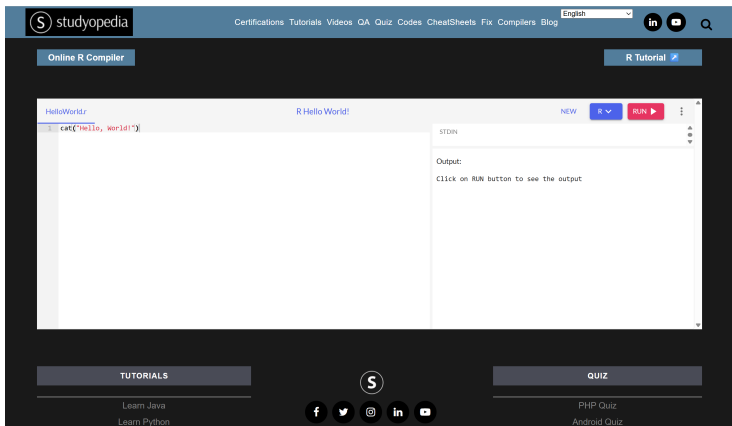 S studyopedia
Certifications Tutorials Videos QA Quiz Codes CheatSheets Fix Compilers Blog
English
Online R Compiler
R Tutorial
HelloWorld.r
R Hello World!
NEW
R
RUN
1 cat("Hello, World!")
STDIN
Output:
Click on RUN button to see the output
TUTORIALS
S
QUIZ
Learn Java
PHP Quiz
Learn Python
Android Quiz